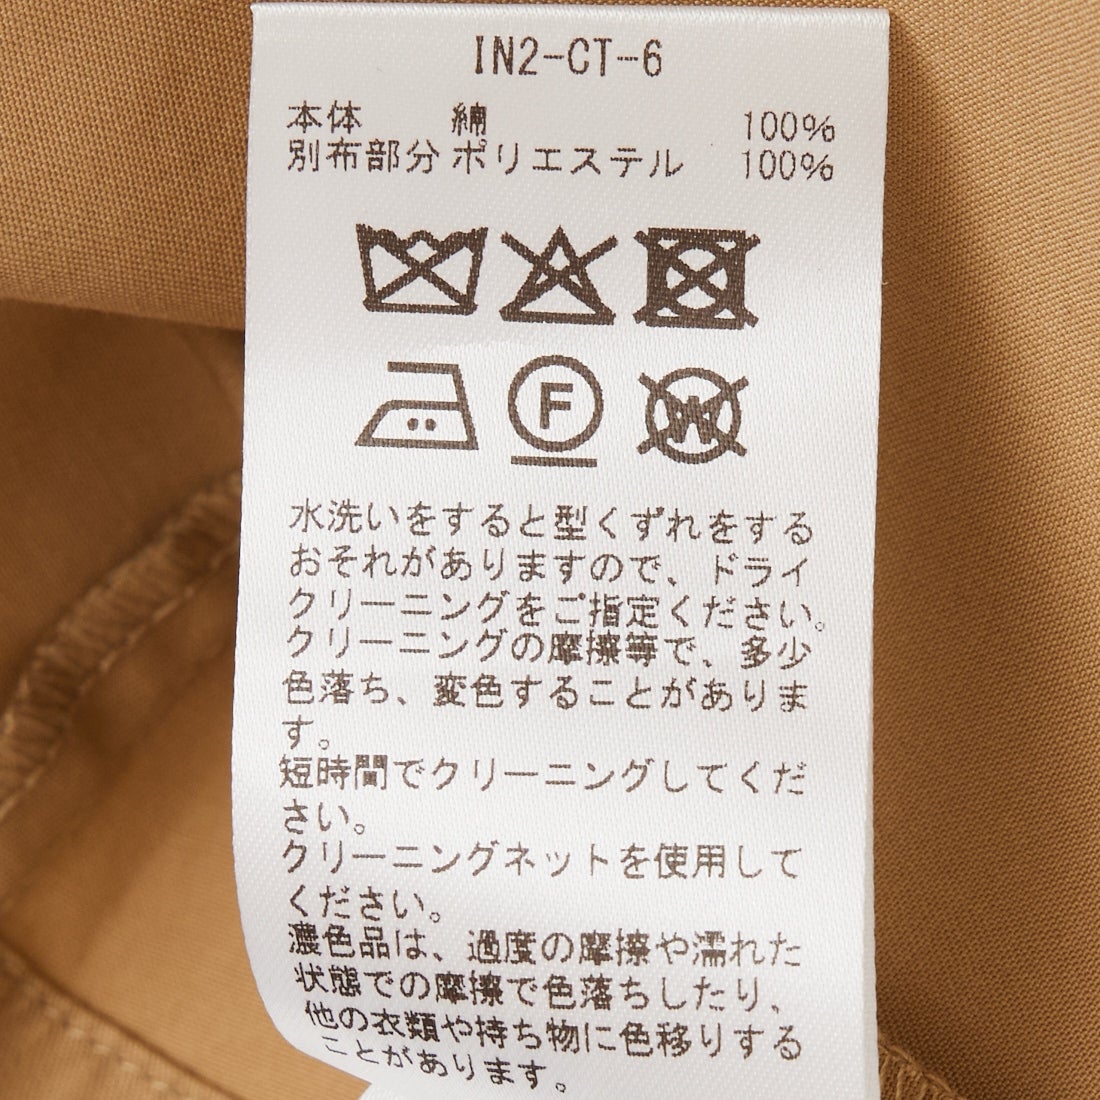 IN2-CT-6
本体 綿 100%
別布部分 ポリエステル 100%
F
W
水洗いをすると型くずれをする
おそれがありますので、ドライ
クリーニングをご指定ください。
クリーニングの摩擦等で、多少
色落ち、変色することがありま
す。
短時間でクリーニングしてくだ
さい。
クリーニングネットを使用して
ください。
濃色品は、過度の摩擦や濡れた
状態での摩擦で色落ちしたり、
他の衣類や持ち物に色移りする
ことがあります。